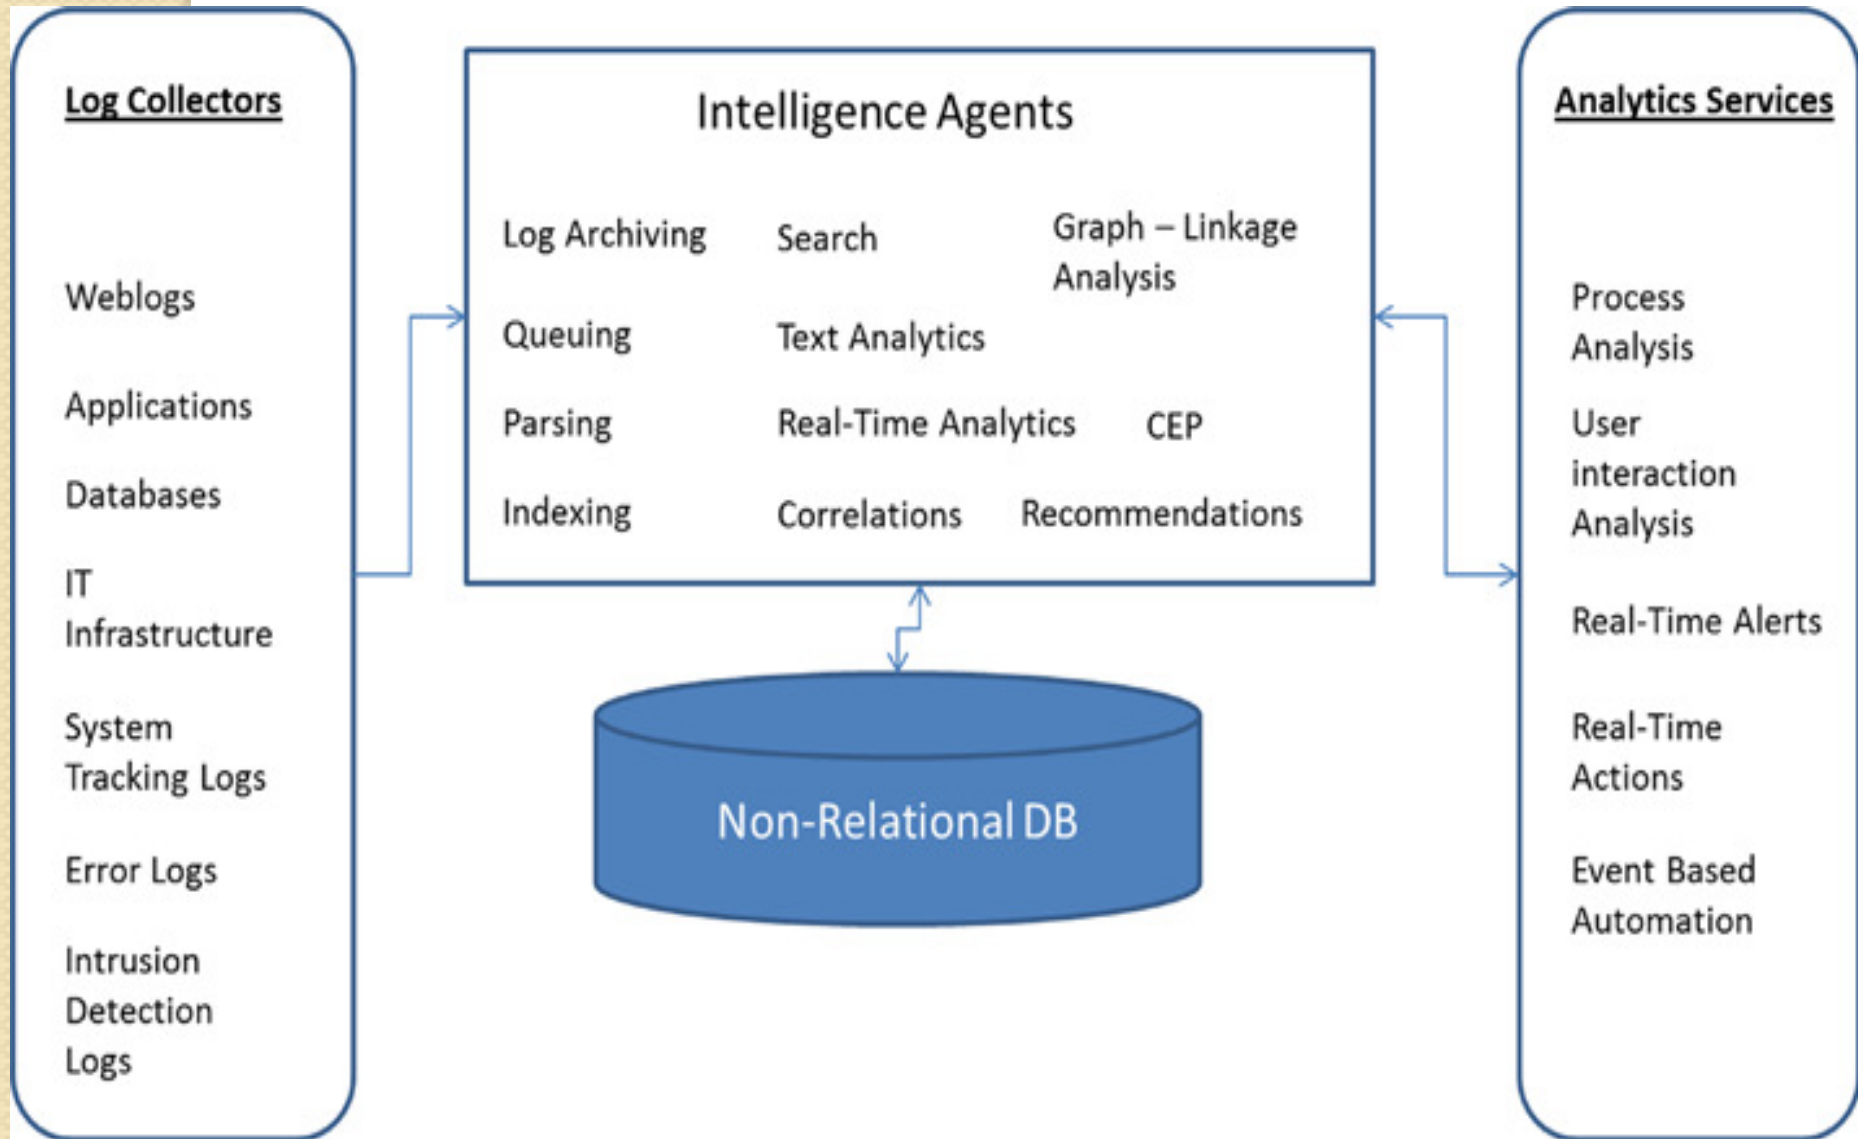 Log Collectors
Weblogs
Applications
Databases
IT
Infrastructure
System
Tracking Logs
Error Logs
Intrusion
Detection
Logs
Intelligence Agents
Log Archiving
Queuing
Parsing
Indexing
Search
Text Analytics
Real-Time Analytics
Correlations
Graph – Linkage
Analysis
CEP
Recommendations
Non-Relational DB
Analytics Services
Process
Analysis
User
interaction
Analysis
Real-Time Alerts
Real-Time
Actions
Event Based
Automation